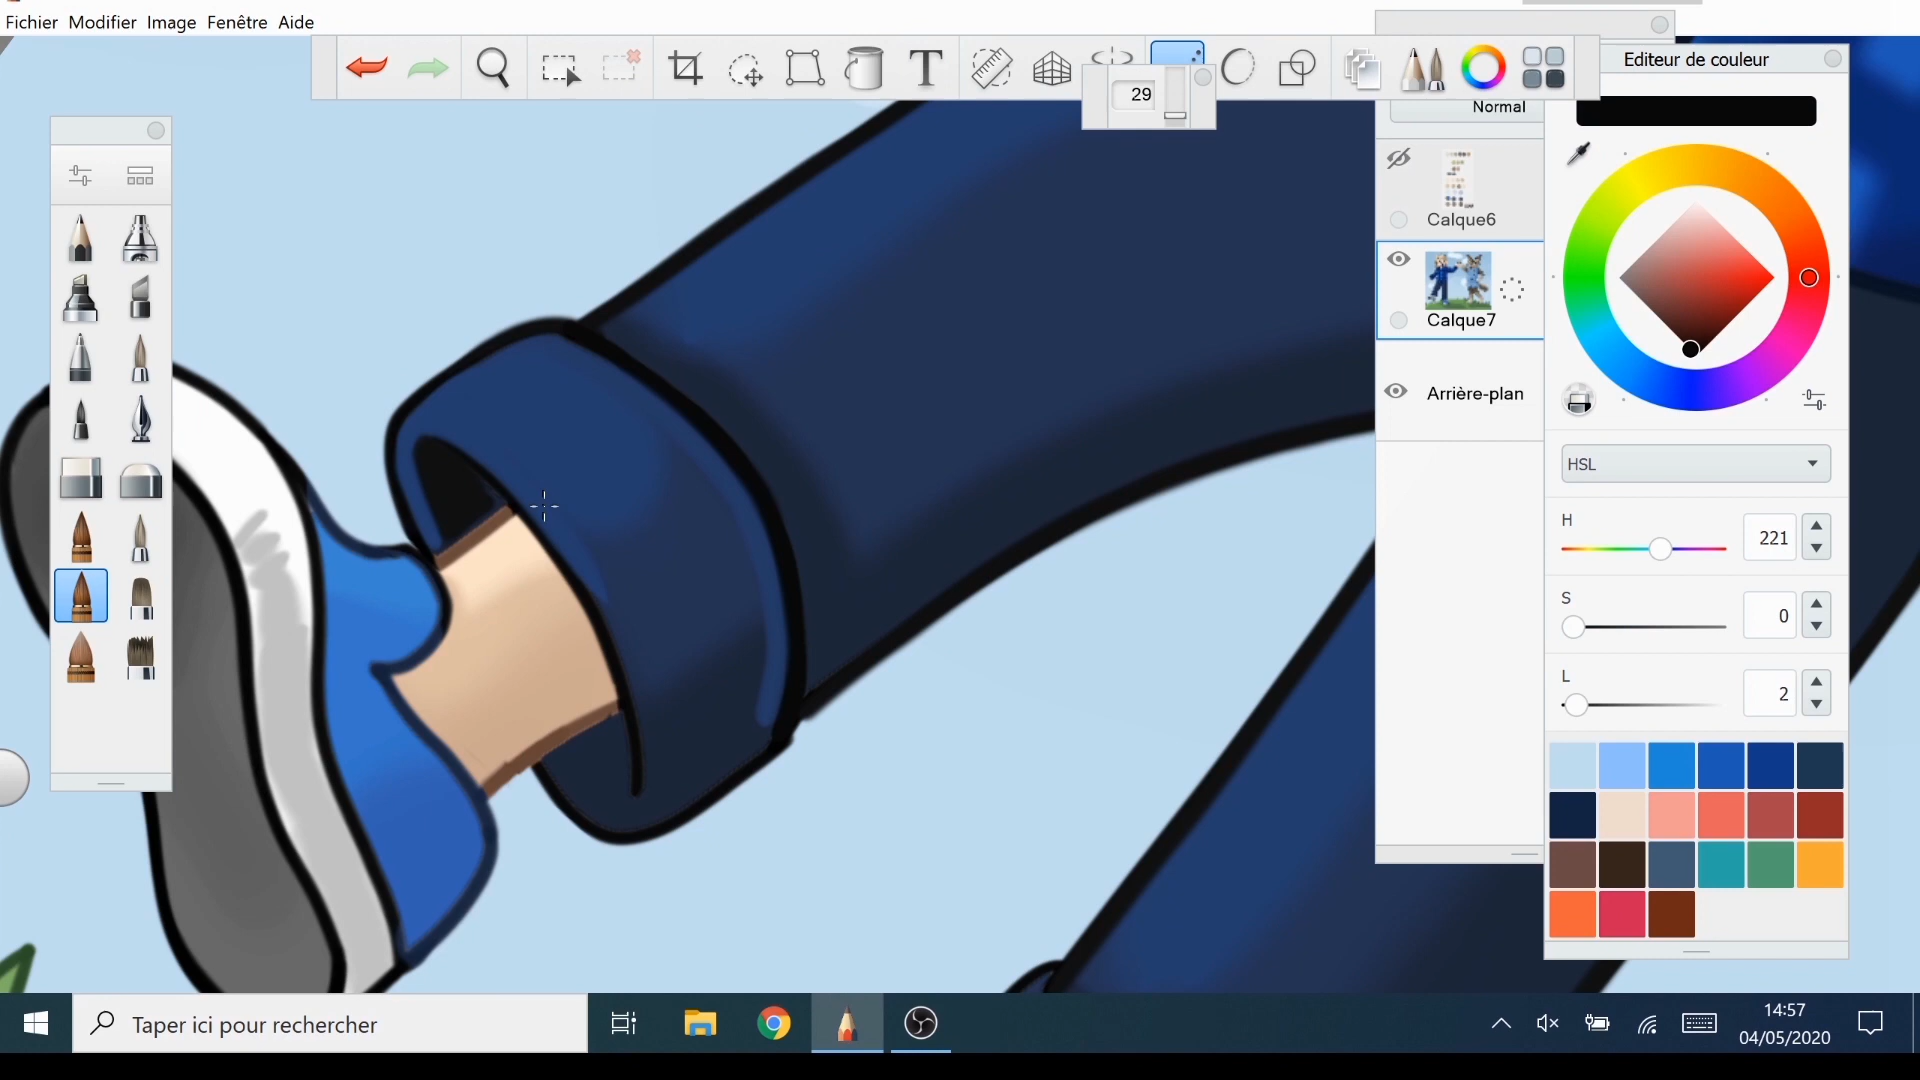 Fichier Modifier Image Fenêtre Aide
T
29
Normal
Calque6
Calque7
Arrière-plan
Editeur de couleur
HSL
H
221
S
0
L
2
Taper ici pour rechercher
14:57
04/05/2020